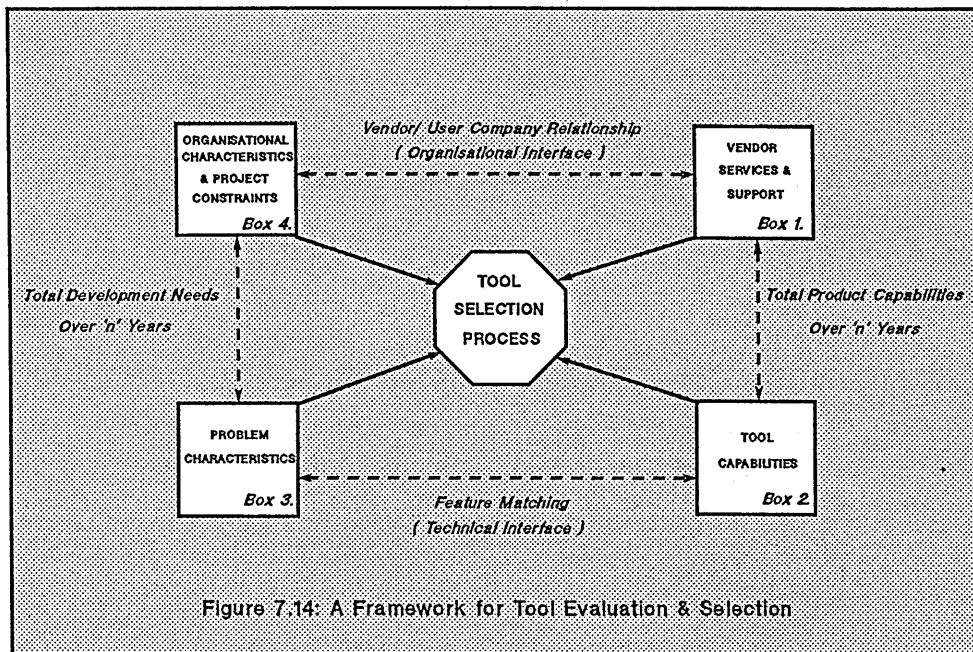 Vendor/ User Company Relationship
( Organisational Interface )
ORGANISATIONAL
CHARACTERISTICS
& PROJECT
CONSTRAINTS
Box 4.
VENDOR
SERVICES &
SUPPORT
Box 1.
TOOL
SELECTION
PROCESS
Total Development Needs
Over 'n' Years
Total Product Capabilities
Over 'n' Years
PROBLEM
CHARACTERISTICS
Box 3.
TOOL
CAPABILITIES
Box 2.
Feature Matching
( Technical Interface )
Figure 7.14: A Framework for Tool Evaluation & Selection